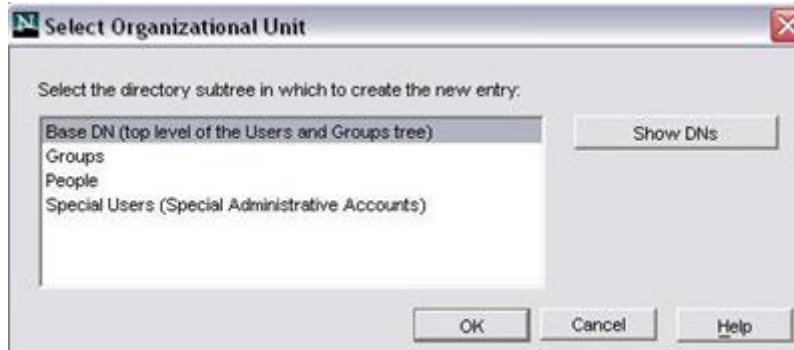 N Select Organizational Unit
Select the directory subtree in which to create the new entry:
Base DN (top level of the Users and Groups tree)
Show DNs
Groups
People
Special Users (Special Administrative Accounts)
OK Cancel Help